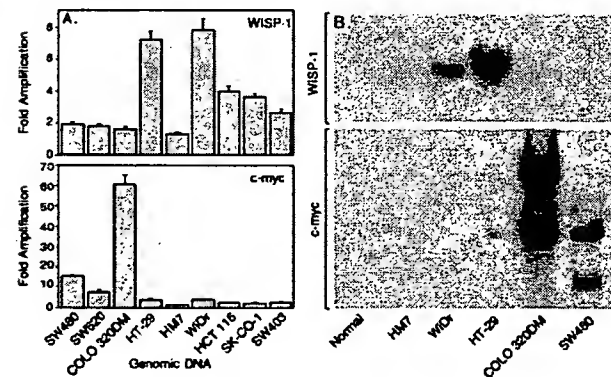 A.
WISP-1
Fold Amplification
8
6
4
2
0
c-myc
Fold Amplification
70
60
50
40
30
20
10
0
SW480
SW620
COLO 320DM
HT-29
HM7
WiDr
HCT 116
SK-CO-1
SW403
Genomic DNA
B.
WISP-1
c-myc
Normal
HM7
WiDr
HT-29
COLO 320DM
SW480